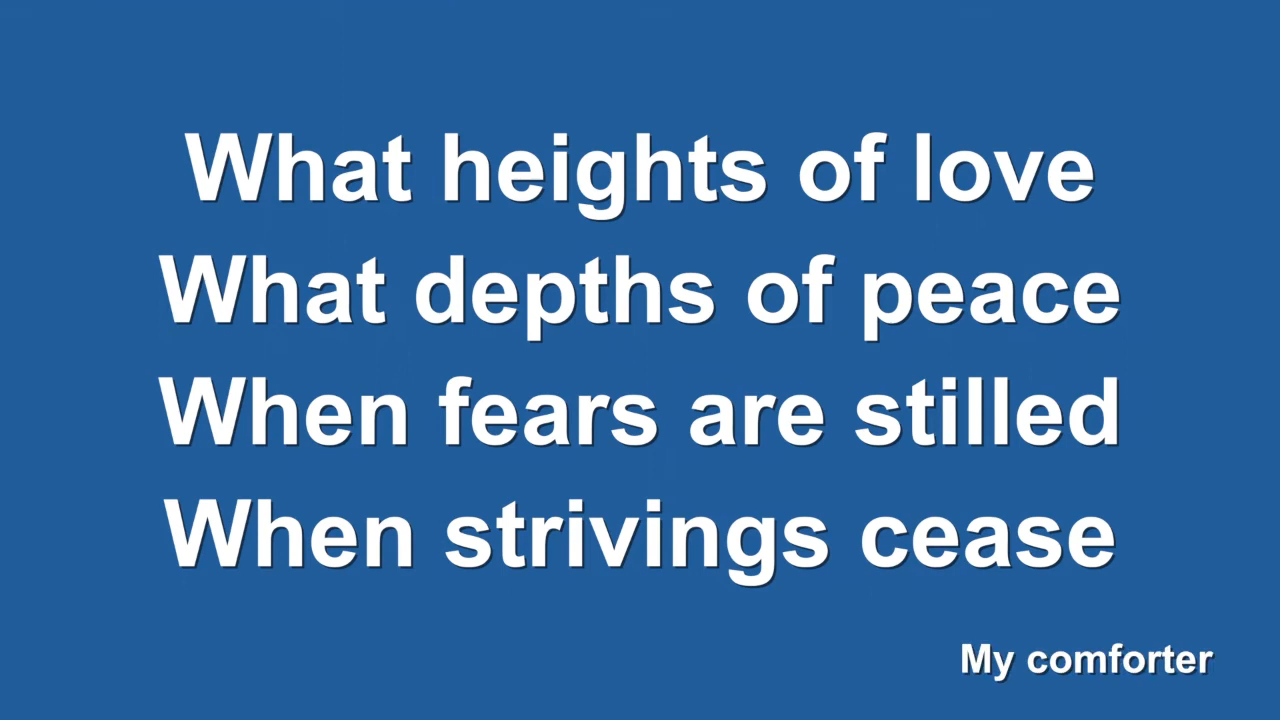 What heights of love
What depths of peace
When fears are stilled
When strivings cease
My comforter